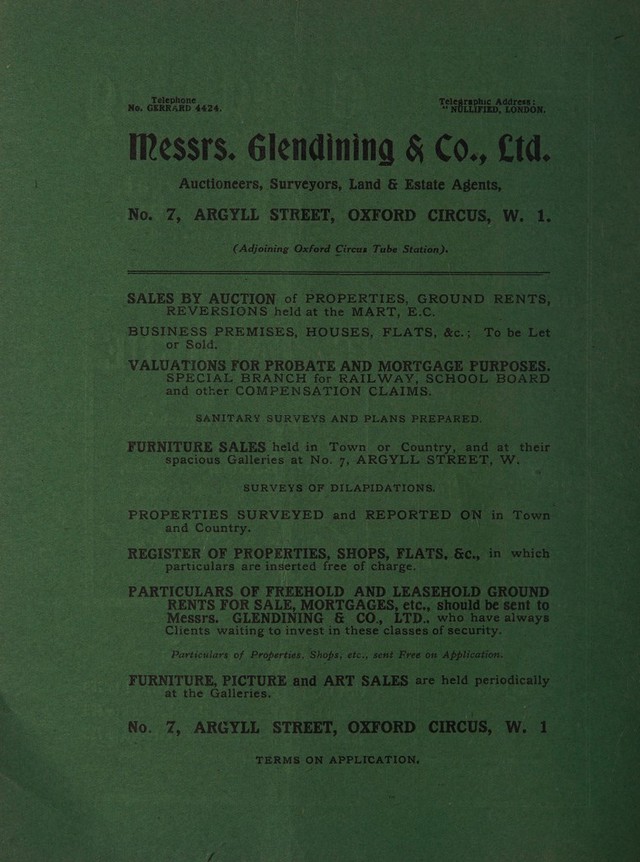 Telephone
No. GERRARD 4424.
Telegraphic Address:
"NULLIFIED, LONDON.
Messrs. Glendining & Co., Ltd.
Auctioneers, Surveyors, Land & Estate Agents,
No. 7, ARGYLL STREET, OXFORD CIRCUS, W. 1.
(Adjoining Oxford Circus Tube Station).
SALES BY AUCTION of PROPERTIES, GROUND RENTS,
REVERSIONS held at the MART, E.C.
BUSINESS PREMISES, HOUSES, FLATS, &c.; To be Let
or Sold.
VALUATIONS FOR PROBATE AND MORTGAGE PURPOSES.
SPECIAL BRANCH for RAILWAY, SCHOOL BOARD
and other COMPENSATION CLAIMS.
SANITARY SURVEYS AND PLANS PREPARED.
FURNITURE SALES held in Town or Country, and at their
spacious Galleries at No. 7, ARGYLL STREET, W.
SURVEYS OF DILAPIDATIONS.
PROPERTIES SURVEYED and REPORTED ON in Town
and Country.
REGISTER OF PROPERTIES, SHOPS, FLATS, &c., in which
particulars are inserted free of charge.
PARTICULARS OF FREEHOLD AND LEASEHOLD GROUND
RENTS FOR SALE, MORTGAGES, etc., should be sent to
Messrs. GLENDINING & CO., LTD., who have always
Clients waiting to invest in these classes of security.
Particulars of Properties, Shops, etc., sent Free on Application.
FURNITURE, PICTURE and ART SALES are held periodically
at the Galleries.
No. 7, ARGYLL STREET, OXFORD CIRCUS, W. 1
TERMS ON APPLICATION.